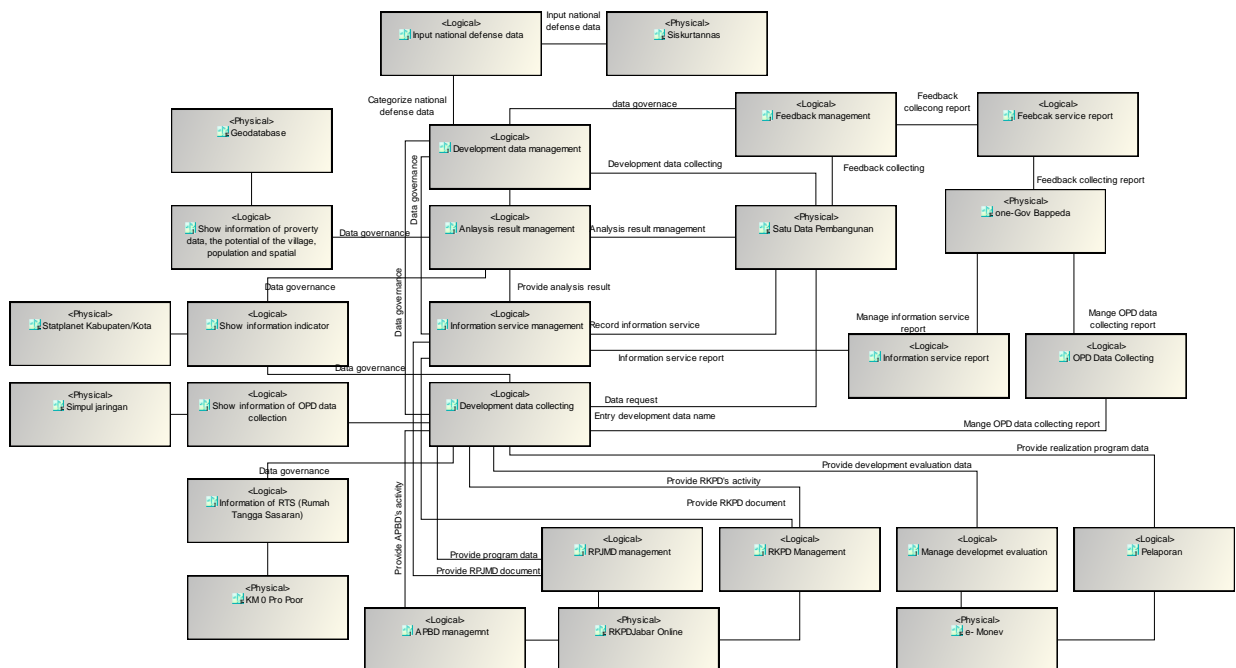 <Logical>
Input national defense data
Input national
defense data
<Physical>
Siskurtannas
Categorize national
defense data
<Physical>
Geodatabase
data governace
<Logical>
Feedback management
Feedback
collecong report
<Logical>
Feebcak service report
<Logical>
Development data management
Development data collecting
Feedback collecting
Feedback collecting report
Data governance
<Logical>
Show information of proverty
data, the potential of the village,
population and spatial
Data governance
<Logical>
Anlaysis result management
Analysis result management
<Physical>
Satu Data Pembangunan
<Physical>
one-Gov Bappeda
Data governance
Data governance
Provide analysis result
<Physical>
Statplanet Kabupaten/Kota
<Logical>
Show information indicator
<Logical>
Information service management
Record information service
Information service report
Manage information service
report
Mange OPD data
collecting report
<Logical>
Information service report
<Logical>
OPD Data Collecting
Data governance
<Physical>
Simpul jaringan
<Logical>
Show information of OPD data
collection
<Logical>
Development data collecting
Data request
Entry development data name
Mange OPD data collecting report
Provide realization program data
Data governance
Provide development evaluation data
Provide RKPD's activity
Provide RKPD document
<Logical>
Information of RTS (Rumah
Tangga Sasaran)
Provide APBD's activity
Provide program data
Provide RPJMD document
<Logical>
RPJMD management
<Logical>
RKPD Management
<Logical>
Manage developmet evaluation
<Logical>
Pelaporan
<Physical>
KM 0 Pro Poor
<Logical>
APBD managemnt
<Physical>
RKPDJabar Online
<Physical>
e- Monev